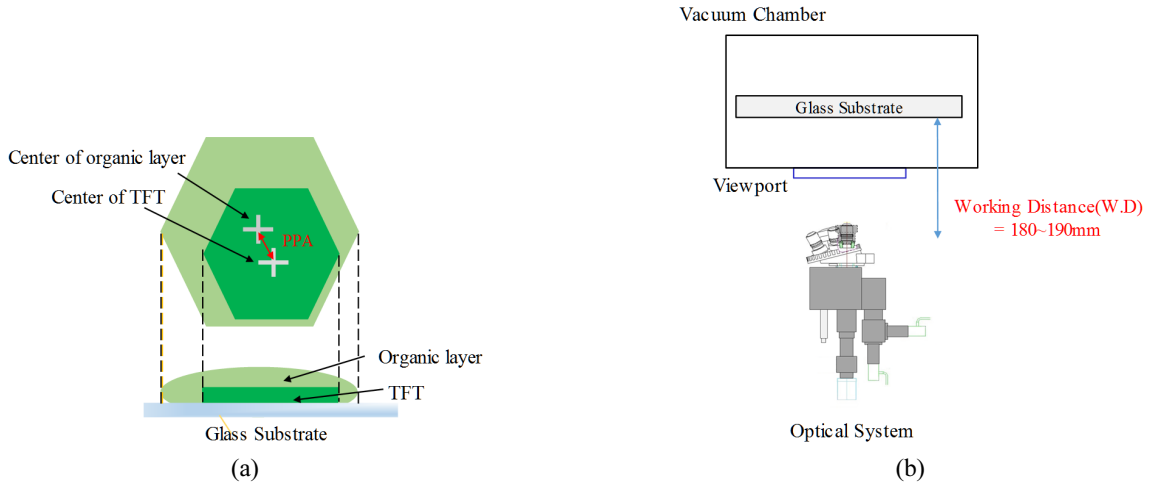 Center of organic layer
Center of TFT
PPA
Organic layer
TFT
Glass Substrate
(a)
Vacuum Chamber
Glass Substrate
Viewport
Working Distance(W.D)
= 180~190mm
Optical System
(b)